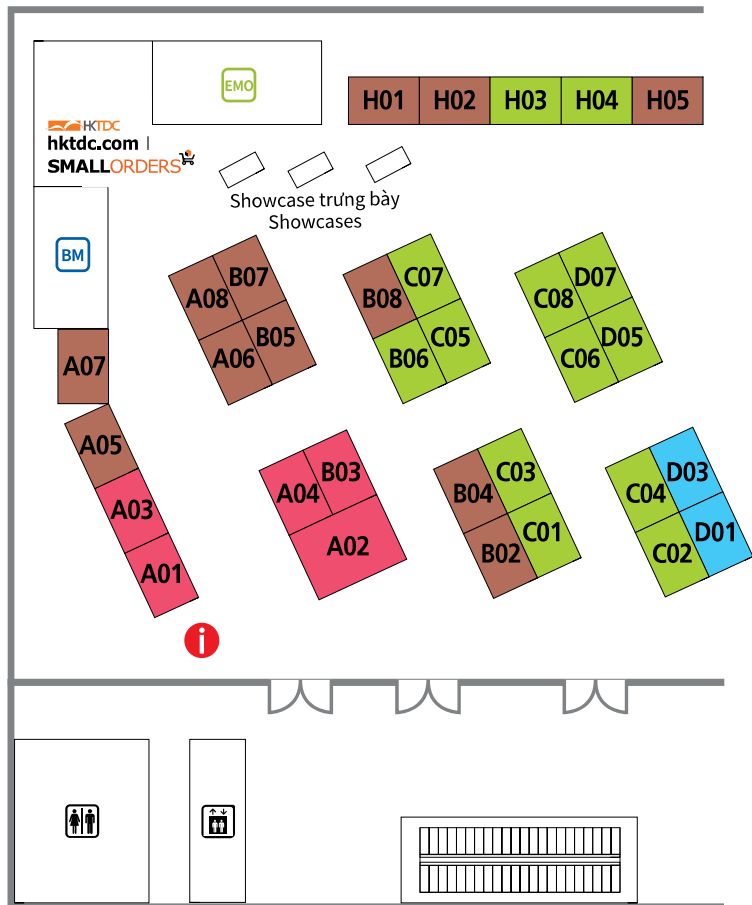 EMO
H01 H02 H03 H04 H05
HKTDC
hktdc.com |
SMALLORDERS
Showcase trưng bày
Showcases
BM
A08 B07
A06 B05
B08 C07
B06 C05
C08 D07
C06 D05
A07
A05
A03
A01
A04 B03
A02
B04 C03
B02 C01
C04 D03
C02 D01
i